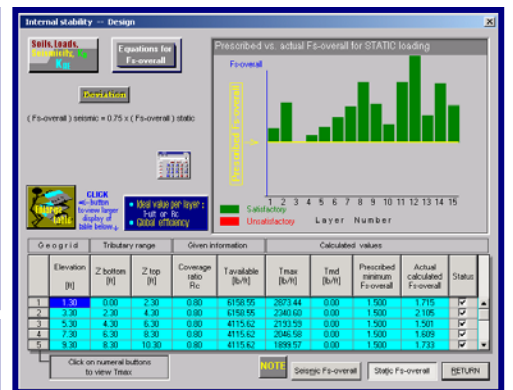 Internal stability -- Design
Soils, Loads,
Equations for
Fs-overall
Deviation
( Fs-overall ) seismic = 0.75 x ( Fs-overall ) static
Prescribed vs. actual Fs-overall for STATIC loading
Fs-overall
Prescribed Fs-overall
1 2 3 4 5 6 7 8 9 10 11 12 13 14 15
Satisfactory
Unsatisfactory
Layer Number
CLICK
button
to view larger
display of
table below
• Ideal value per layer :
T-ult or Rc
• Global efficiency
Geogrid Tributary range Given information Calculated values
Elevation [ft] Z bottom [ft] Z top [ft] Coverage ratio Rc T available [lb/ft] Tmax [lb/ft] Tmd [lb/ft] Prescribed minimum Fs-overall Actual calculated Fs-overall Status
1 1.30 0.00 2.30 0.80 6158.55 2873.44 0.00 1.500 1.715
2 3.30 2.30 4.30 0.80 6158.55 2340.60 0.00 1.500 2.105
3 5.30 4.30 6.30 0.80 4115.62 2193.59 0.00 1.500 1.501
4 7.30 6.30 8.30 0.80 4115.62 2046.58 0.00 1.500 1.609
5 9.30 8.30 10.30 0.80 4115.62 1899.57 0.00 1.500 1.733
Click on numeral buttons
to view Tmax
NOTE
Seismic Fs-overall
Static Fs-overall
RETURN